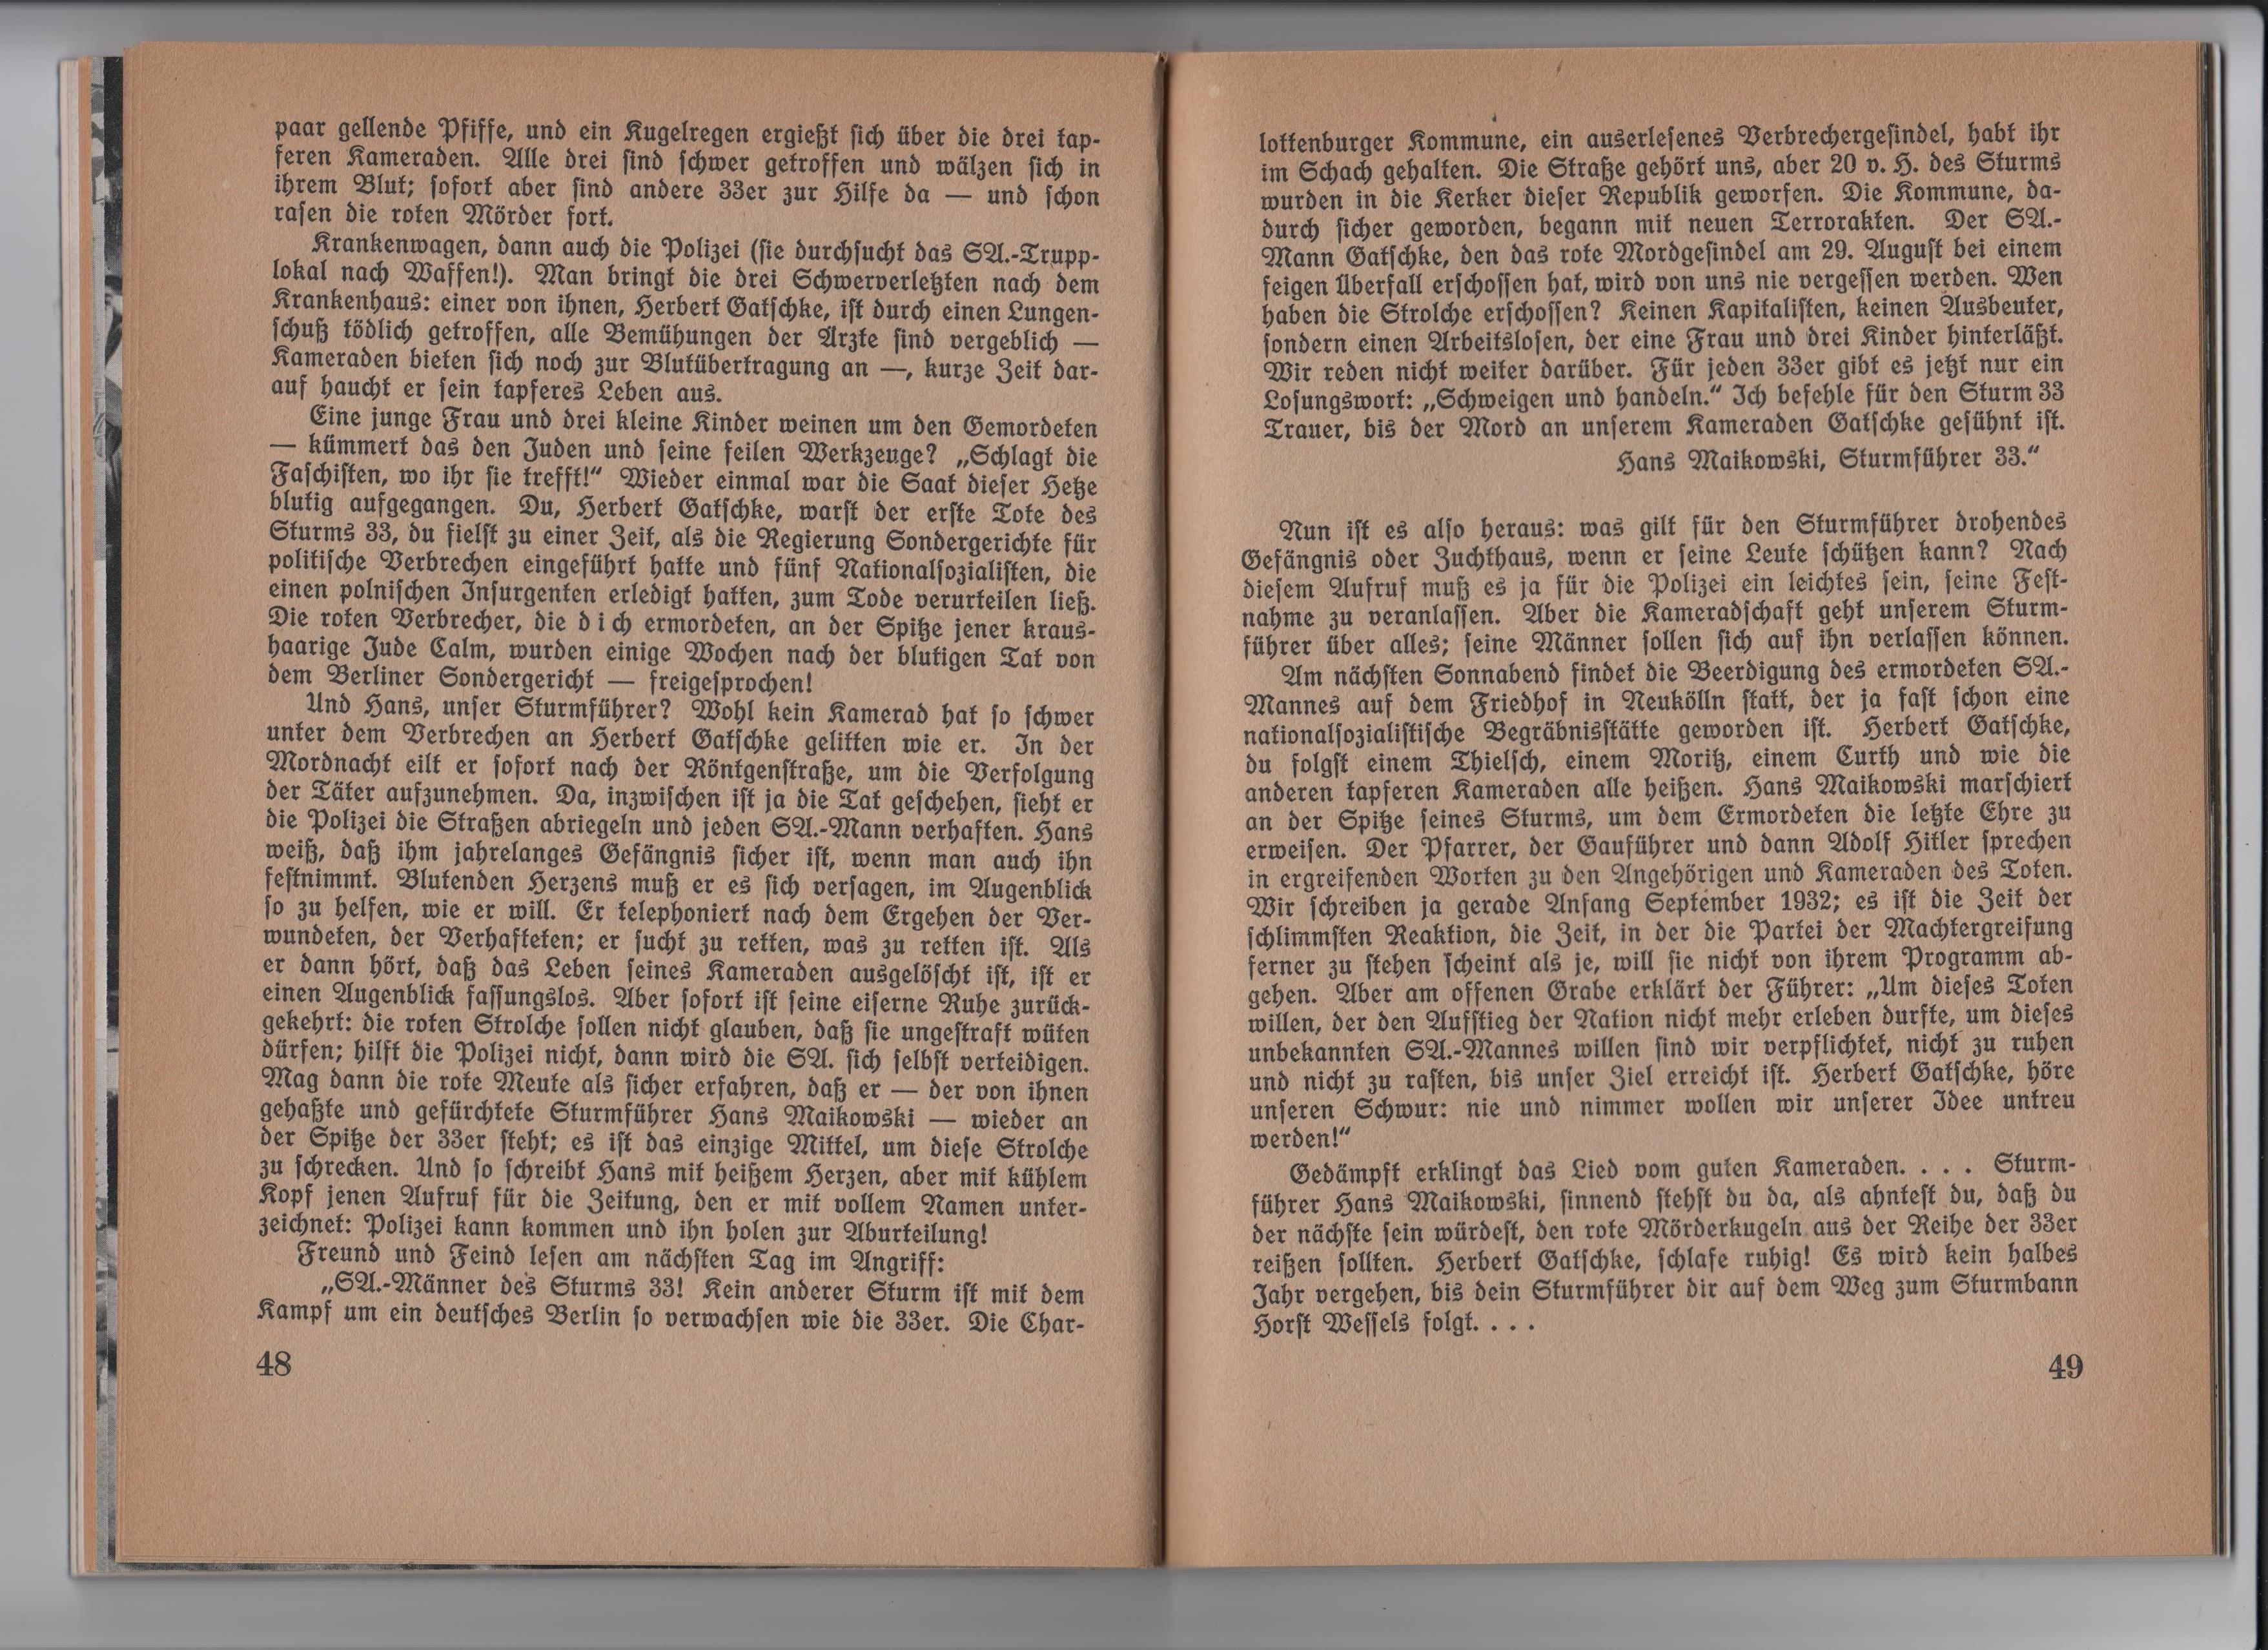 paar gellende Pfiffe, und ein Kugelregen ergießt sich über die drei tap-
feren Kameraden. Alle drei sind schwer getroffen und wälzen sich in
ihrem Blut; sofort aber sind andere 33er zur Hilfe da — und schon
rasen die roten Mörder fort.
Krankenwagen, dann auch die Polizei (sie durchsucht das SA.-Trupp-
lokal nach Waffen!). Man bringt die drei Schwerverletzten nach dem
Krankenhaus: einer von ihnen, Herbert Gatschke, ist durch einen Lungen-
schuß tödlich getroffen, alle Bemühungen der Ärzte sind vergeblich —
Kameraden bieten sich noch zur Blutübertragung an —, kurze Zeit dar-
auf haucht er sein tapferes Leben aus.
Eine junge Frau und drei kleine Kinder weinen um den Gemordeten
— kümmert das den Juden und seine feilen Werkzeuge? „Schlagt die
Faschisten, wo ihr sie trefft!“ Wieder einmal war die Saat dieser Hetze
blutig aufgegangen. Du, Herbert Gatschke, warst der erste Tote des
Sturms 33, du fielst zu einer Zeit, als die Regierung Sondergerichte für
politische Verbrechen eingeführt hatte und fünf Nationalsozialisten, die
einen polnischen Insurgenten erledigt hatten, zum Tode verurteilen ließ.
Die roten Verbrecher, die d i ch ermordeten, an der Spitze jener kraus-
haarige Jude Calm, wurden einige Wochen nach der blutigen Tat von
dem Berliner Sondergericht — freigesprochen!
Und Hans, unser Sturmführer? Wohl kein Kamerad hat so schwer
unter dem Verbrechen an Herbert Gatschke gelitten wie er. In der
Mordnacht eilt er sofort nach der Röntgenstraße, um die Verfolgung
der Täter aufzunehmen. Da, inzwischen ist ja die Tat geschehen, sieht er
die Polizei die Straßen abriegeln und jeden SA.-Mann verhaften. Hans
weiß, daß ihm jahrelanges Gefängnis sicher ist, wenn man auch ihn
festnimmt. Blutenden Herzens muß er es sich versagen, im Augenblick
so zu helfen, wie er will. Er telephoniert nach dem Ergehen der Ver-
wundeten, der Verhafteten; er sucht zu retten, was zu retten ist. Als
er dann hört, daß das Leben seines Kameraden ausgelöscht ist, ist er
einen Augenblick fassungslos. Aber sofort ist seine eiserne Ruhe zurück-
gekehrt: die roten Strolche sollen nicht glauben, daß sie ungestraft wüten
dürfen; hilft die Polizei nicht, dann wird die SA. sich selbst verteidigen.
Mag dann die rote Meute als sicher erfahren, daß er — der von ihnen
gehaßte und gefürchtete Sturmführer Hans Maikowski — wieder an
der Spitze der 33er steht; es ist das einzige Mittel, um diese Strolche
zu schrecken. Und so schreibt Hans mit heißem Herzen, aber mit kühlem
Kopf jenen Aufruf für die Zeitung, den er mit vollem Namen unter-
zeichnet: Polizei kann kommen und ihn holen zur Aburteilung!
Freund und Feind lesen am nächsten Tag im Angriff:
„SA.-Männer des Sturms 33! Kein anderer Sturm ist mit dem
Kampf um ein deutsches Berlin so verwachsen wie die 33er. Die Char-
48
lottenburger Kommune, ein auserlesenes Verbrechergesindel, habt ihr
im Schach gehalten. Die Straße gehört uns, aber 20 v. H. des Sturms
wurden in die Kerker dieser Republik geworfen. Die Kommune, da-
durch sicher geworden, begann mit neuen Terrorakten. Der SA.-
Mann Gatschke, den das rote Mordgesindel am 29. August bei einem
feigen Überfall erschossen hat, wird von uns nie vergessen werden. Wen
haben die Strolche erschossen? Keinen Kapitalisten, keinen Ausbeuter,
sondern einen Arbeitslosen, der eine Frau und drei Kinder hinterläßt.
Wir reden nicht weiter darüber. Für jeden 33er gibt es jetzt nur ein
Losungswort: „Schweigen und handeln.“ Ich befehle für den Sturm 33
Trauer, bis der Mord an unserem Kameraden Gatschke gesühnt ist.
Hans Maikowski, Sturmführer 33.“
Nun ist es also heraus: was gilt für den Sturmführer drohendes
Gefängnis oder Zuchthaus, wenn er seine Leute schützen kann? Nach
diesem Aufruf muß es ja für die Polizei ein leichtes sein, seine Fest-
nahme zu veranlassen. Aber die Kameradschaft geht unserem Sturm-
führer über alles; seine Männer sollen sich auf ihn verlassen können.
Am nächsten Sonnabend findet die Beerdigung des ermordeten SA.-
Mannes auf dem Friedhof in Neukölln statt, der ja fast schon eine
nationalsozialistische Begräbnisstätte geworden ist. Herbert Gatschke,
du folgst einem Thielsch, einem Moritz, einem Curth und wie die
anderen tapferen Kameraden alle heißen. Hans Maikowski marschiert
an der Spitze seines Sturms, um dem Ermordeten die letzte Ehre zu
erweisen. Der Pfarrer, der Gauführer und dann Adolf Hitler sprechen
in ergreifenden Worten zu den Angehörigen und Kameraden des Toten.
Wir schreiben ja gerade Anfang September 1932; es ist die Zeit der
schlimmsten Reaktion, die Zeit, in der die Partei der Machtergreifung
ferner zu stehen scheint als je, will sie nicht von ihrem Programm ab-
gehen. Aber am offenen Grabe erklärt der Führer: „Um dieses Toten
willen, der den Aufstieg der Nation nicht mehr erleben durfte, um dieses
unbekannten SA.-Mannes willen sind wir verpflichtet, nicht zu ruhen
und nicht zu rasten, bis unser Ziel erreicht ist. Herbert Gatschke, höre
unseren Schwur: nie und nimmer wollen wir unserer Idee untreu
werden!“
Gedämpft erklingt das Lied vom guten Kameraden. . . . Sturm-
führer Hans Maikowski, sinnend stehst du da, als ahntest du, daß du
der nächste sein würdest, den rote Mörderkugeln aus der Reihe der 33er
reißen sollten. Herbert Gatschke, schlafe ruhig! Es wird kein halbes
Jahr vergehen, bis dein Sturmführer dir auf dem Weg zum Sturmbann
Horst Wessels folgt. . . .
49